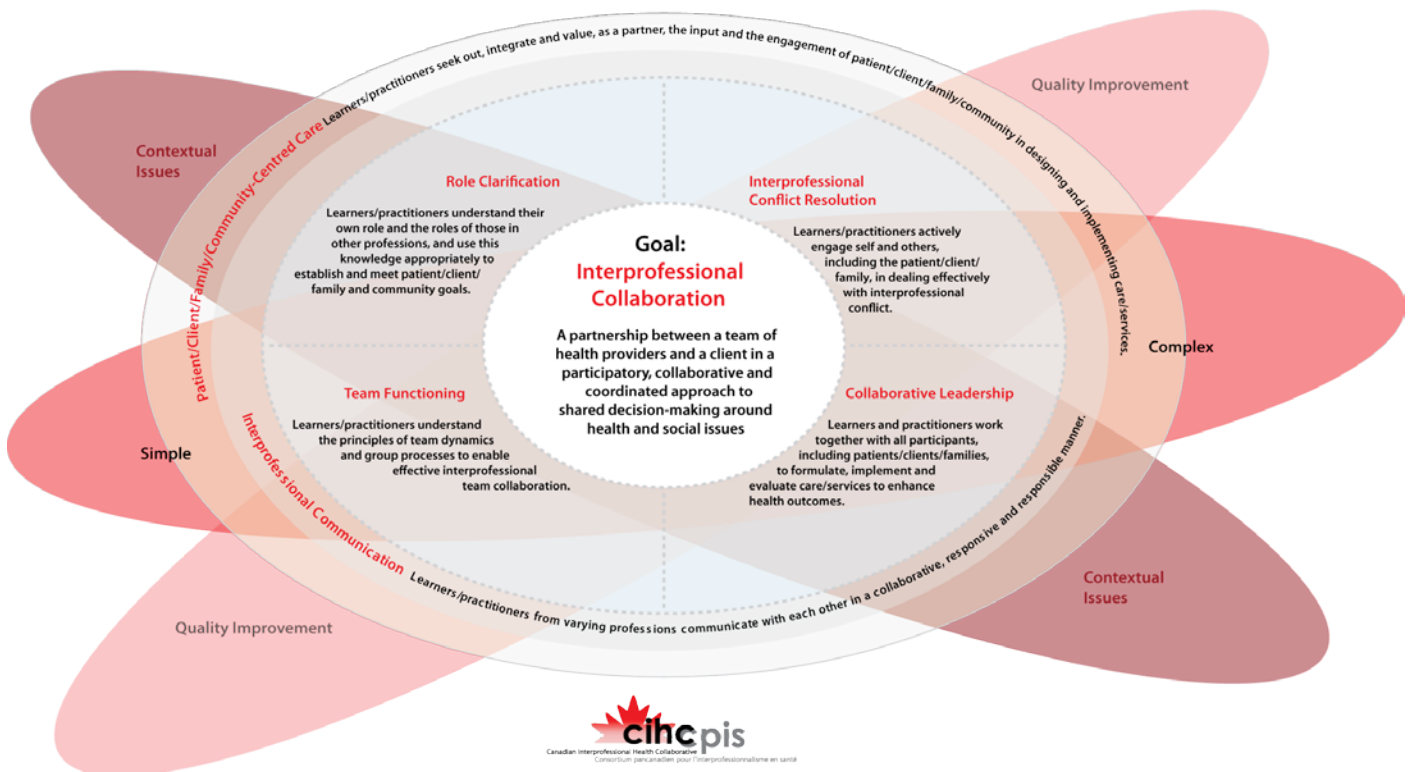 Patient/Client/Family/Community-Centred Care Learners/practitioners seek out, integrate and value, as a partner, the input and the engagement of patient/client/family/community in designing and implementing care/services.
Quality Improvement
Contextual
Issues
Role Clarification
Learners/practitioners understand their
own role and the roles of those in
other professions, and use this
knowledge appropriately to
establish and meet patient/client/
family and community goals.
Interprofessional
Conflict Resolution
Learners/practitioners actively
engage self and others,
including the patient/client/
family, in dealing effectively
with interprofessional
conflict.
Goal:
Interprofessional
Collaboration
A partnership between a team of
health providers and a client in a
participatory, collaborative and
coordinated approach to
shared decision-making around
health and social issues
Complex
Team Functioning
Learners/practitioners understand
the principles of team dynamics
and group processes to enable
effective interprofessional
team collaboration.
Collaborative Leadership
Learners and practitioners work
together with all participants,
including patients/clients/families,
to formulate, implement and
evaluate care/services to enhance
health outcomes.
Simple
Interprofessional Communication Learners/practitioners from varying professions communicate with each other in a collaborative, responsive and responsible manner.
Contextual
Issues
Quality Improvement
cihcpis
Canadian Interprofessional Health Collaborative
Consortium pancanadien pour l'interprofessionnalisme en santé